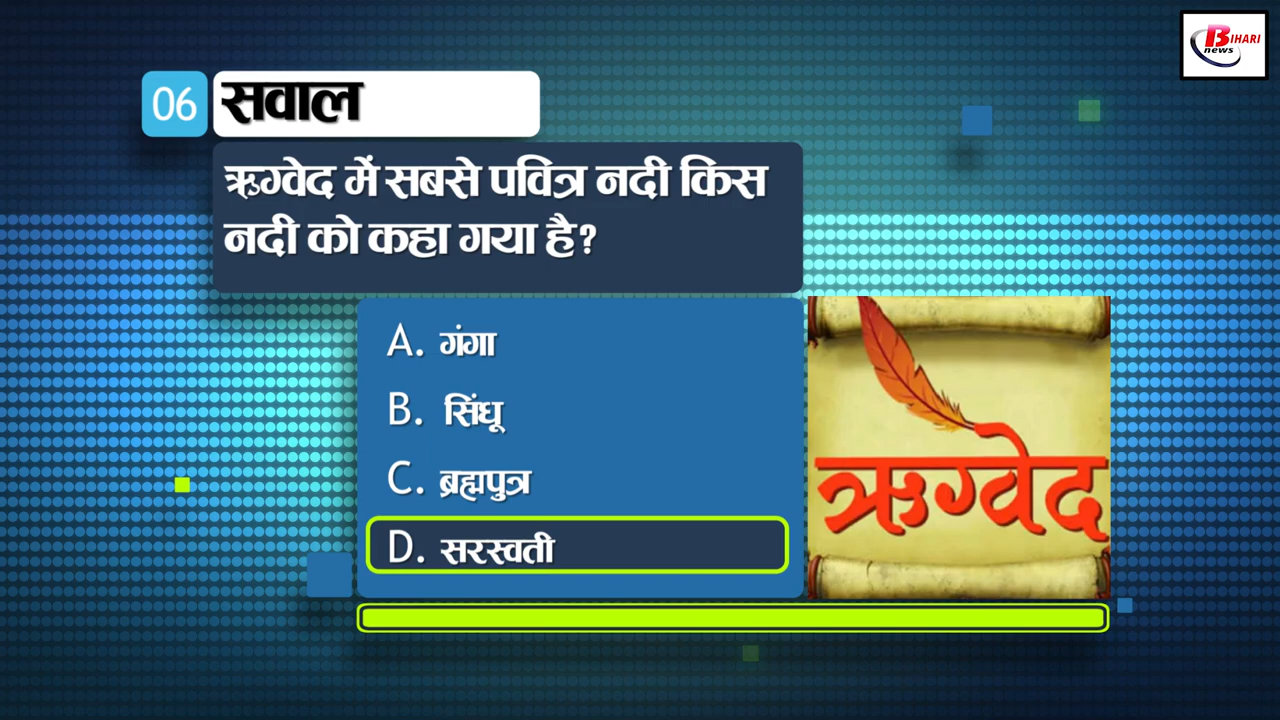 BIHARI
news
06 सवाल
ऋग्वेद में सबसे पवित्र नदी किस
नदी को कहा गया है?
A. गंगा
B. सिंधू
C. ब्रह्मपुत्र
D. सरस्वती
ऋग्वेद